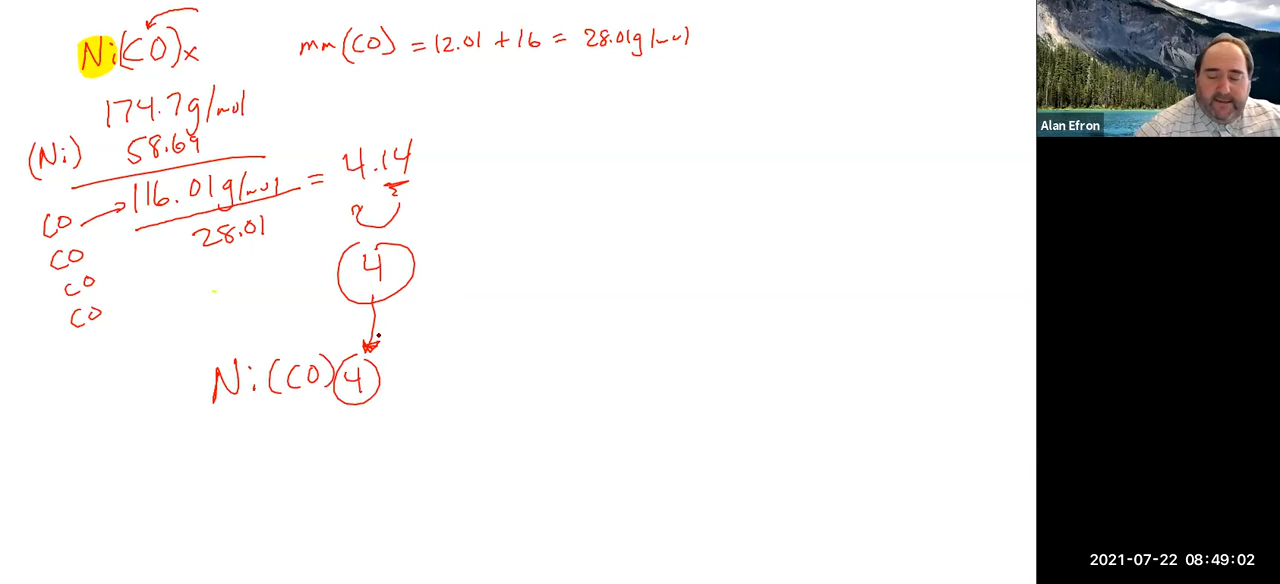 Ni(CO)x
mm(CO) = 12.01 + 16 = 28.01g/mol
174.7g/mol
(Ni) 58.69
116.01g/mol = 4.14
28.01
CO
CO
CO
CO
4
Ni(CO)4
Alan Efron
2021-07-22 08:49:02